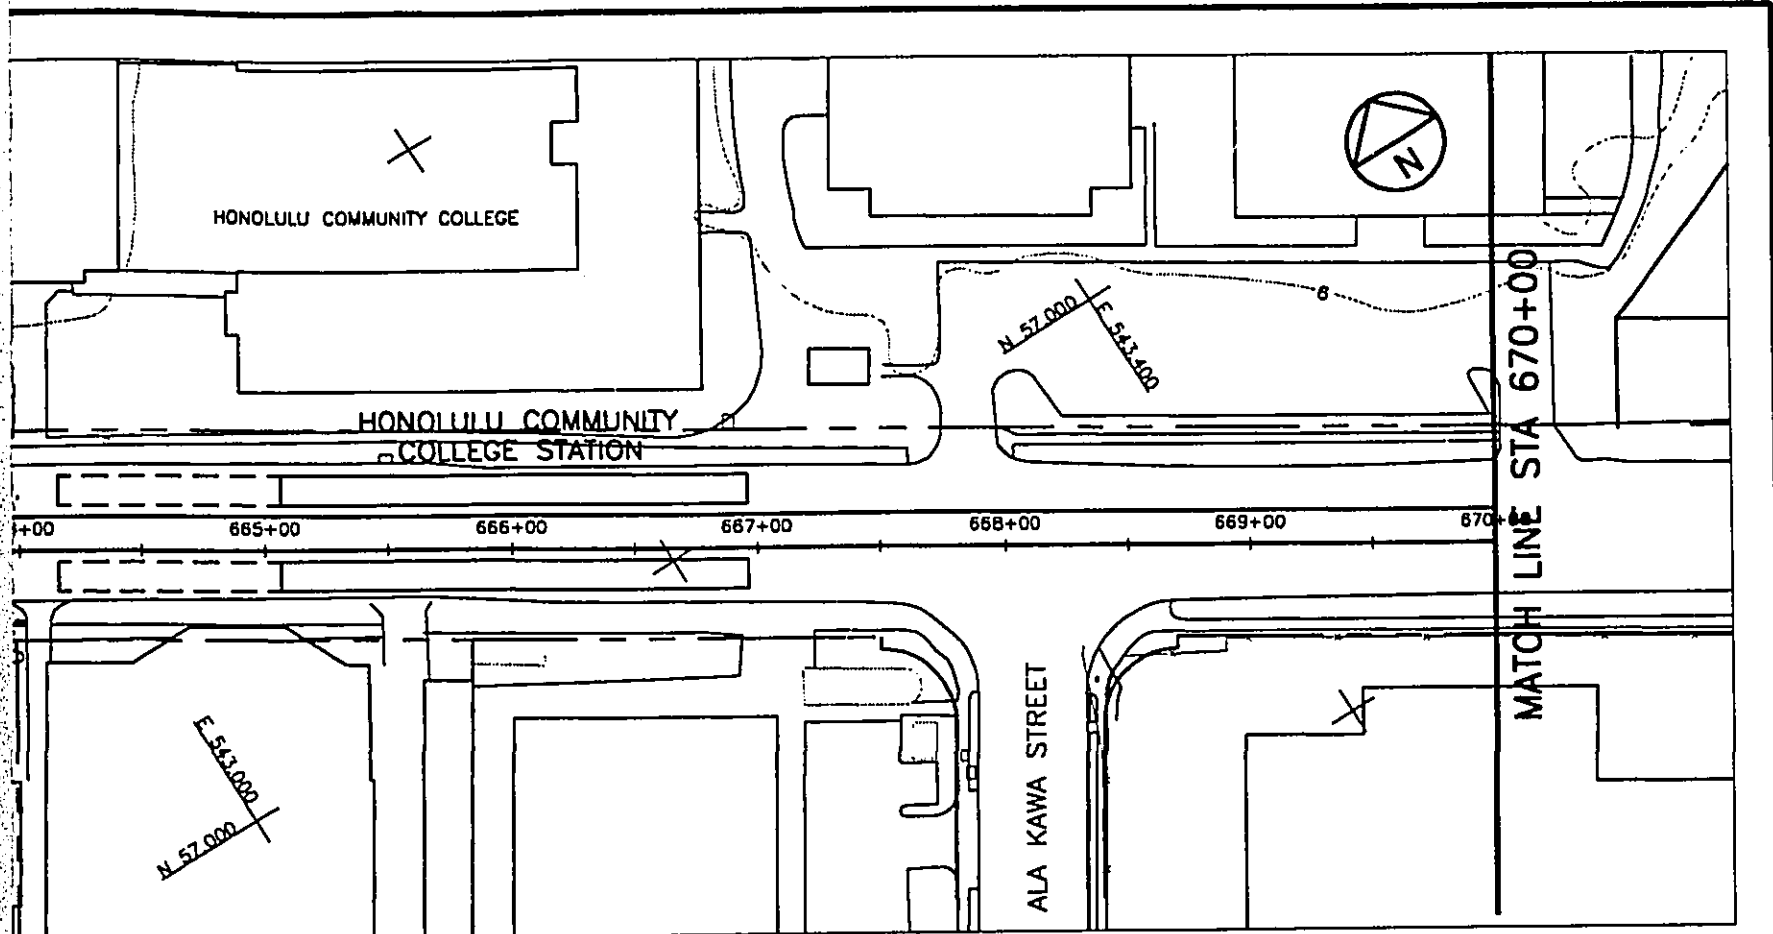 HONOLULU COMMUNITY COLLEGE
N
6
N 57,000
E 543,400
HONOLULU COMMUNITY
COLLEGE STATION
+00
665+00
666+00
667+00
668+00
669+00
MATCH LINE STA 670+00
ALA KAWA STREET
E 543,000
N 57,000